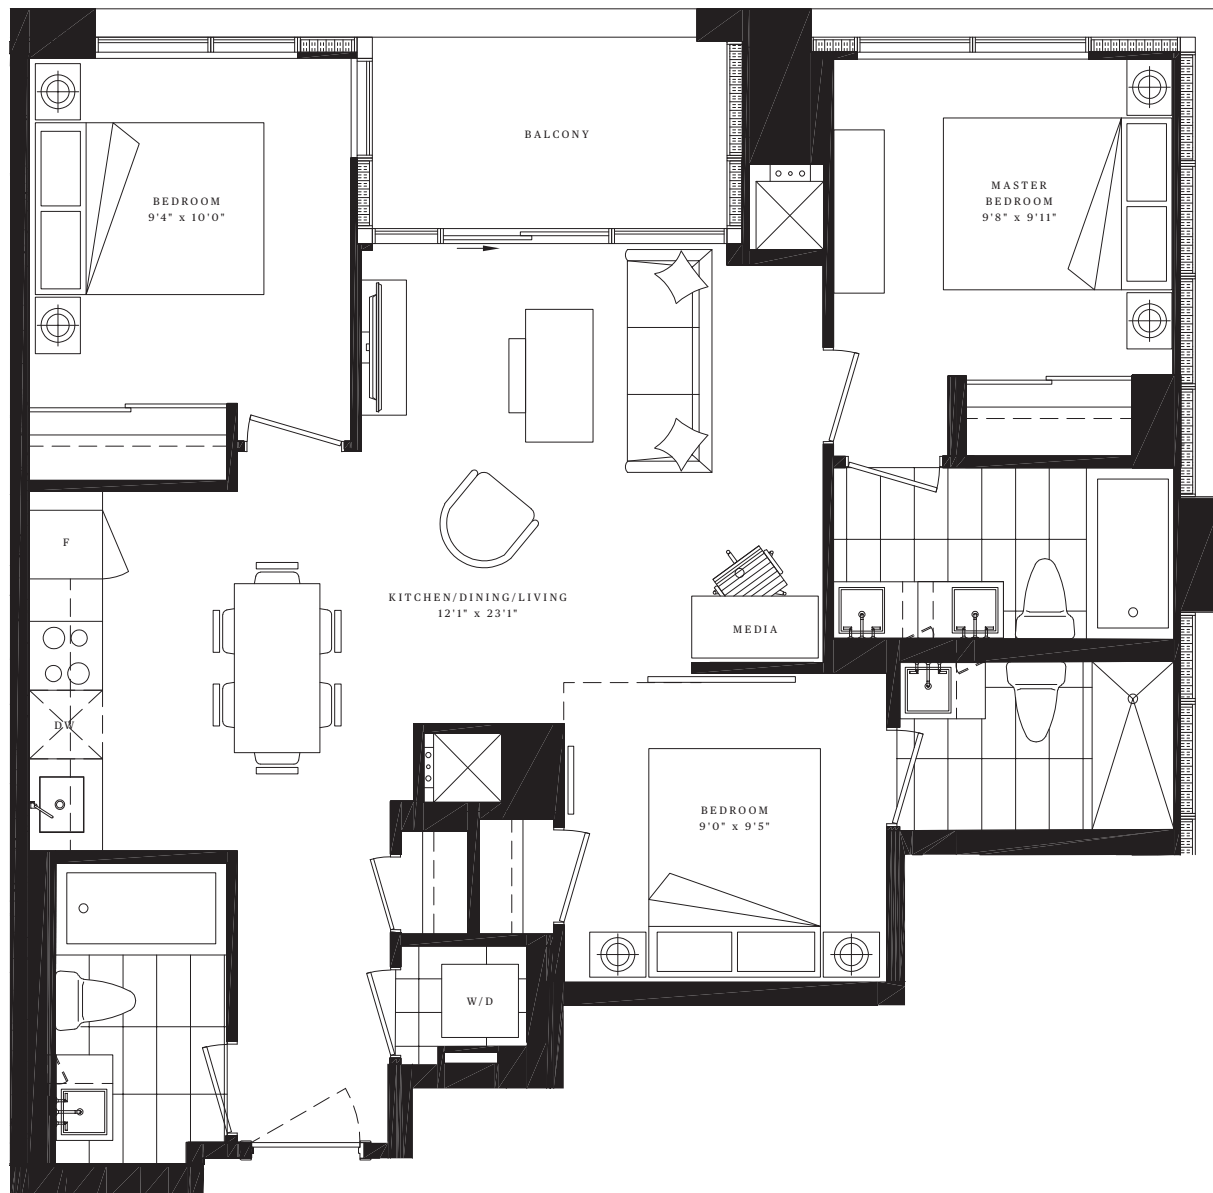 BALCONY
BEDROOM
9'4" x 10'0"
MASTER
BEDROOM
9'8" x 9'11"
F
KITCHEN/DINING/LIVING
12'1" x 23'1"
MEDIA
DW
BEDROOM
9'0" x 9'5"
W/D